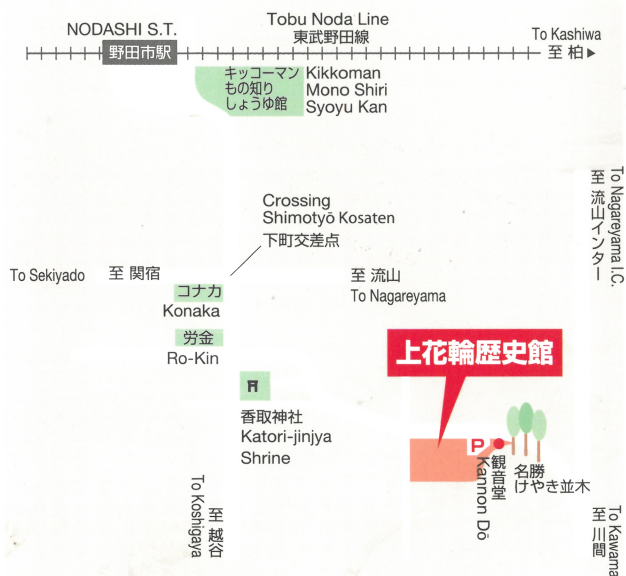 Tobu Noda Line
東武野田線
NODASHI S.T.
野田市駅
To Kashiwa
至 柏▶
キッコーマン
もの知り
しょうゆ館
Kikkoman
Mono Shiri
Syoyu Kan
To Nagareyama I.C.
至 流山インター
Crossing
Shimotyō Kosaten
下町交差点
To Sekiyado
至 関宿
至 流山
To Nagareyama
コナカ
Konaka
労金
Ro-Kin
上花輪歴史館
香取神社
Katori-jinjya
Shrine
P
観音堂
Kannon Dō
名勝
けやき並木
To Koshigaya
至 越谷
To Kawama
至 川間